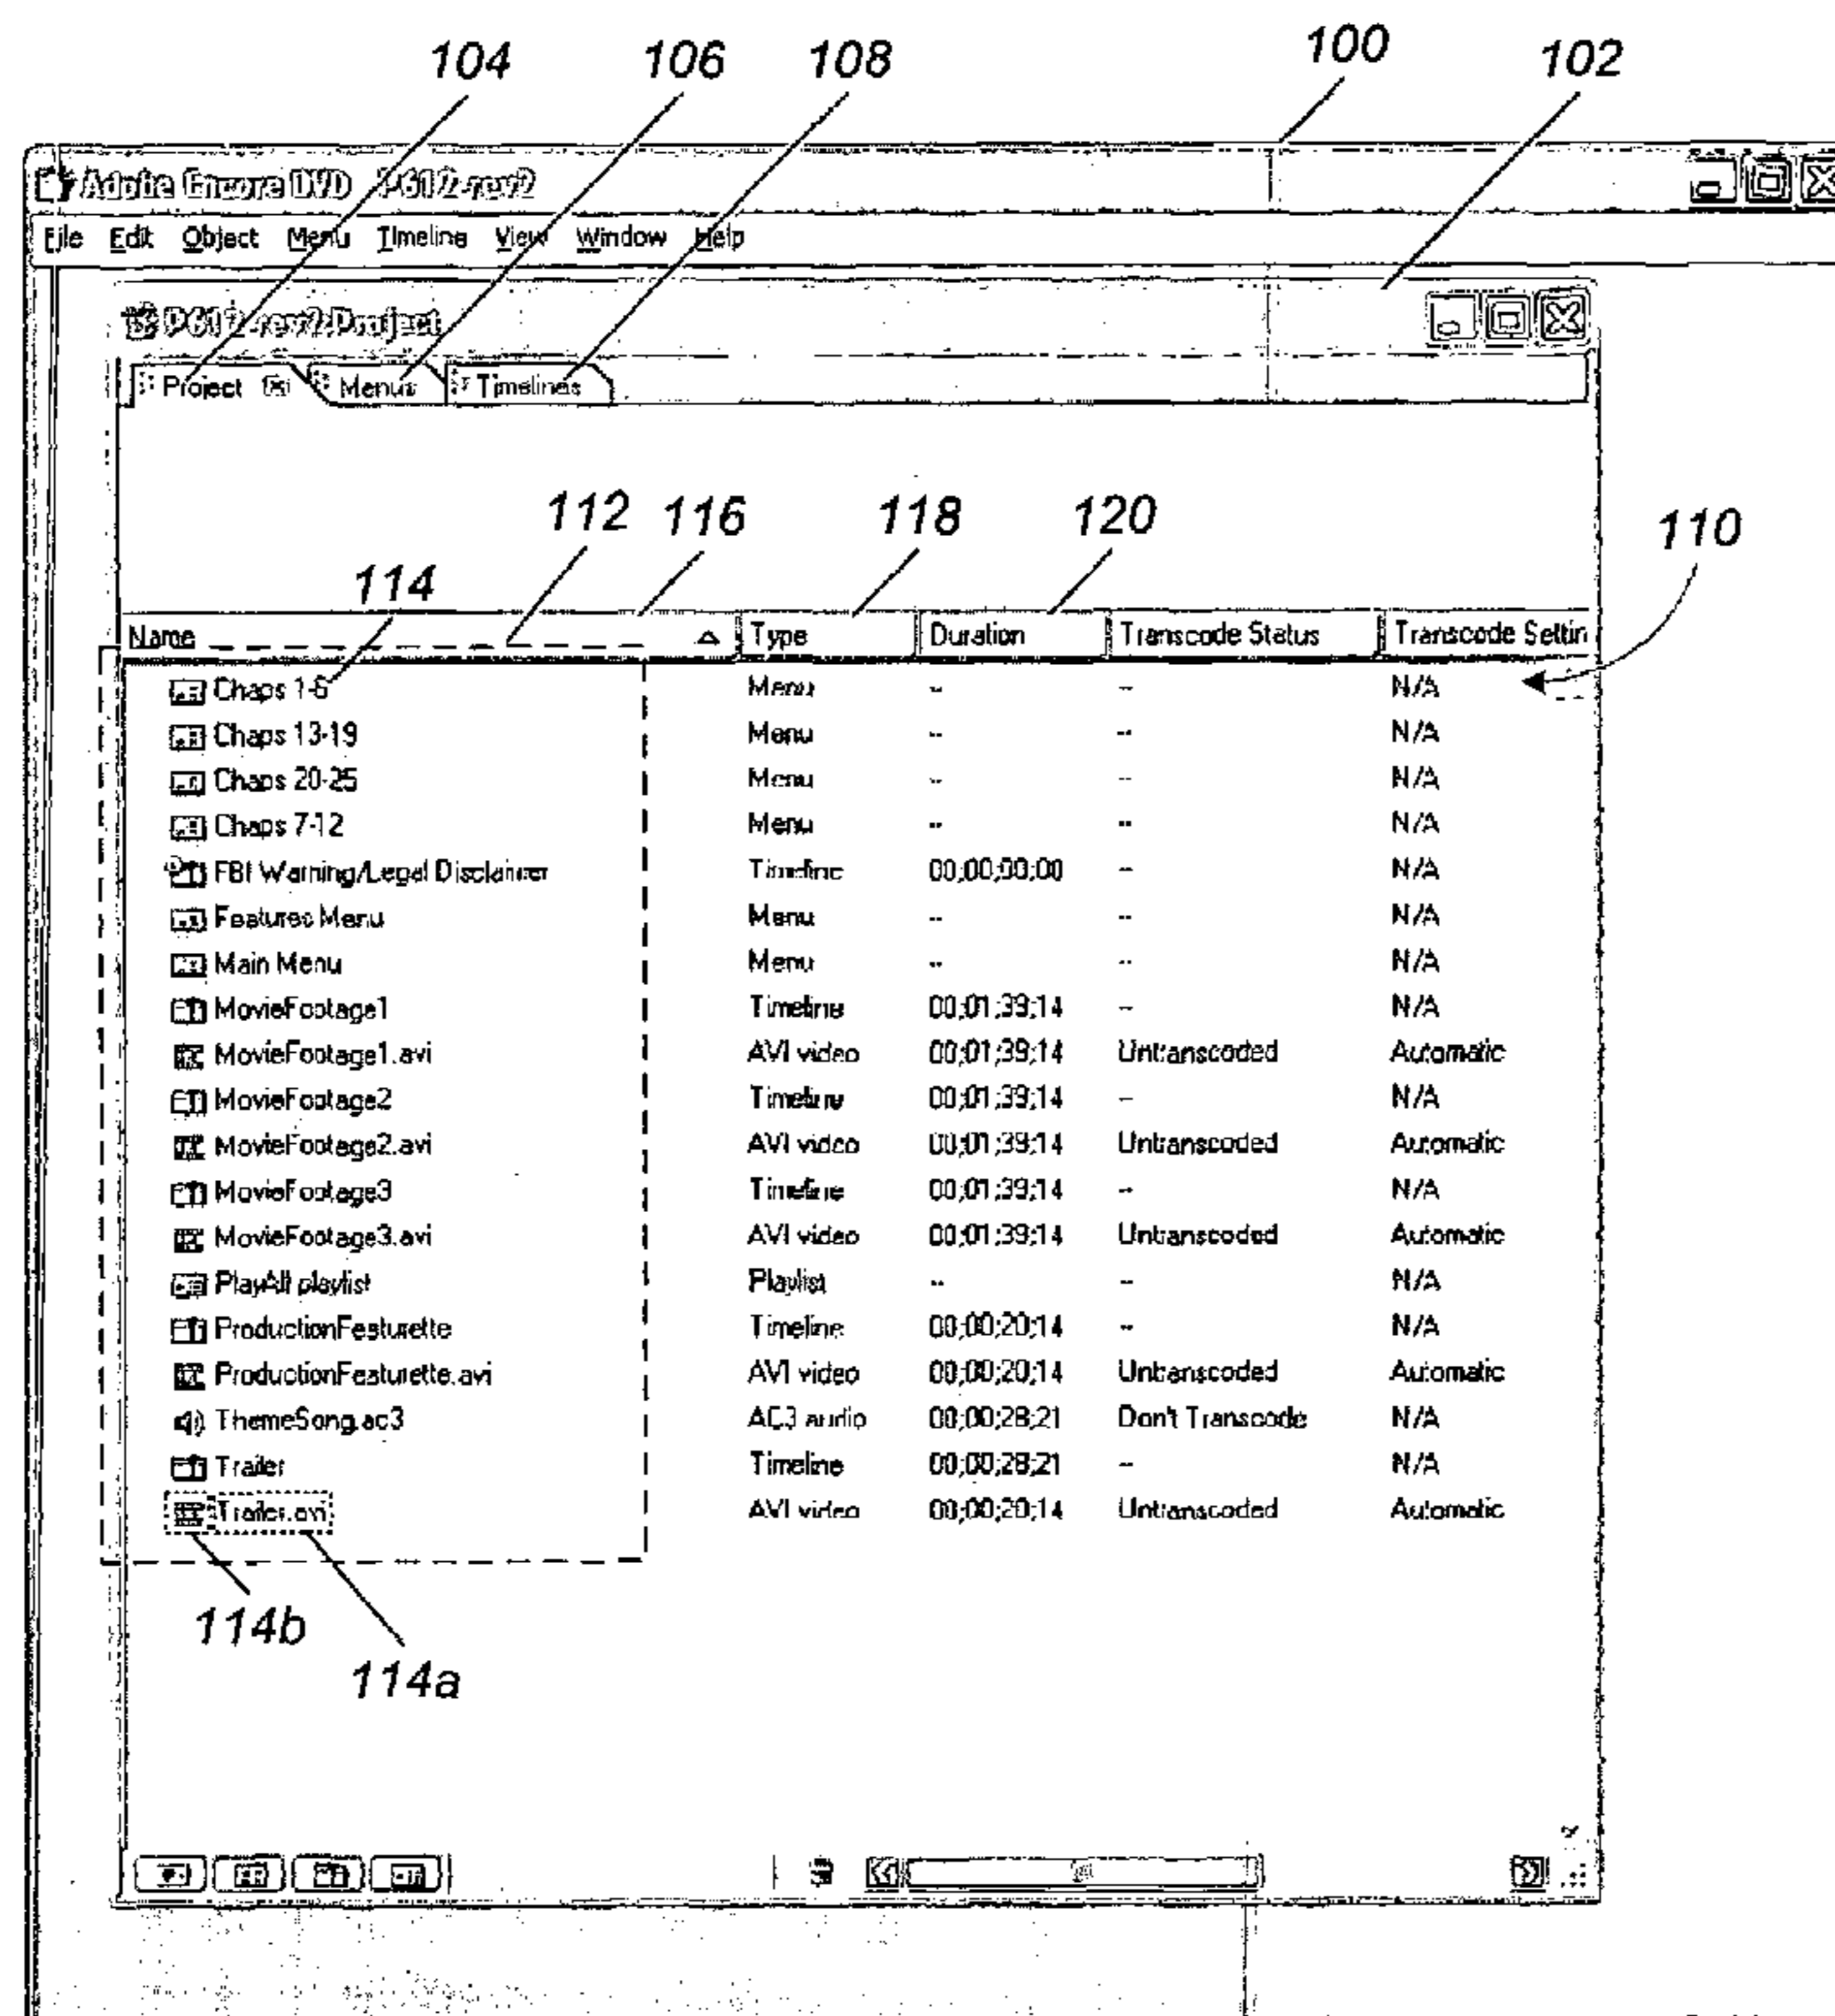 104 106 108 100 102
Adobe Encore DVD P612-rev2
File Edit Object Menu Timeline View Window Help
P612-rev2:Project
Project Menus Timelines
112 116 118 120 110
114
Name Type Duration Transcode Status Transcode Settin
Chaps 1-6 Menu -- -- N/A
Chaps 13-19 Menu -- -- N/A
Chaps 20-25 Menu -- -- N/A
Chaps 7-12 Menu -- -- N/A
FBI Warning/Legal Disclaimer Timeline 00;00;00;00 -- N/A
Features Menu Menu -- -- N/A
Main Menu Menu -- -- N/A
MovieFootage1 Timeline 00;01;39;14 -- N/A
MovieFootage1.avi AVI video 00;01;39;14 Untranscoded Automatic
MovieFootage2 Timeline 00;01;39;14 -- N/A
MovieFootage2.avi AVI video 00;01;39;14 Untranscoded Automatic
MovieFootage3 Timeline 00;01;39;14 -- N/A
MovieFootage3.avi AVI video 00;01;39;14 Untranscoded Automatic
PlayAll playlist Playlist -- -- N/A
ProductionFeaturette Timeline 00;00;20;14 -- N/A
ProductionFeaturette.avi AVI video 00;00;20;14 Untranscoded Automatic
ThemeSong.ac3 AC3 audio 00;00;28;21 Don't Transcode N/A
Trailer Timeline 00;00;28;21 -- N/A
Trailer.avi AVI video 00;00;20;14 Untranscoded Automatic
114b
114a